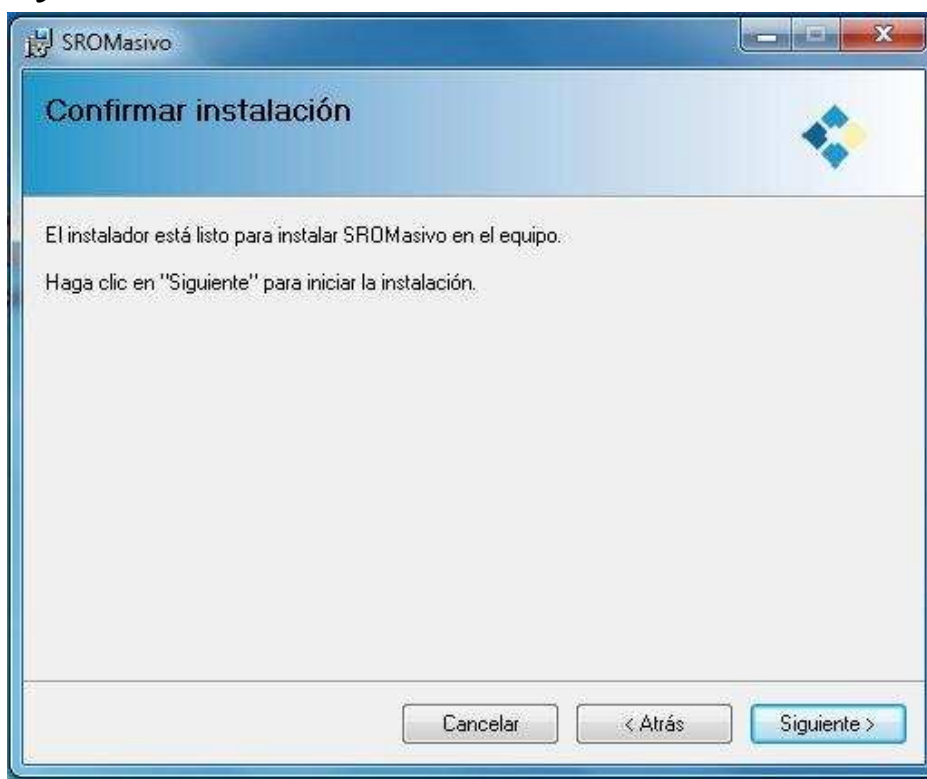 SROMasivo
Confirmar instalación
El instalador está listo para instalar SROMasivo en el equipo.
Haga clic en "Siguiente" para iniciar la instalación.
Cancelar
< Atrás
Siguiente >